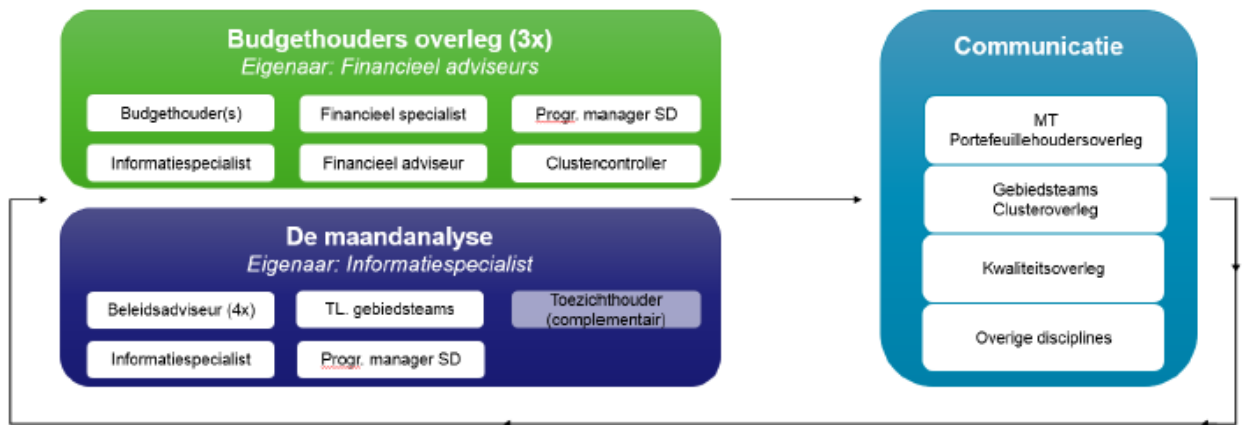 Budgethouders overleg (3x)
Eigenaar: Financieel adviseurs
Budgethouder(s)
Financieel specialist
Progr. manager SD
Informatiespecialist
Financieel adviseur
Clustercontroller
De maandanalyse
Eigenaar: Informatiespecialist
Beleidsadviseur (4x)
TL. gebiedsteams
Toezichthouder
(complementair)
Informatiespecialist
Progr. manager SD
Communicatie
MT
Portefeuillehoudersoverleg
Gebiedsteams
Clusteroverleg
Kwaliteitsoverleg
Overige disciplines